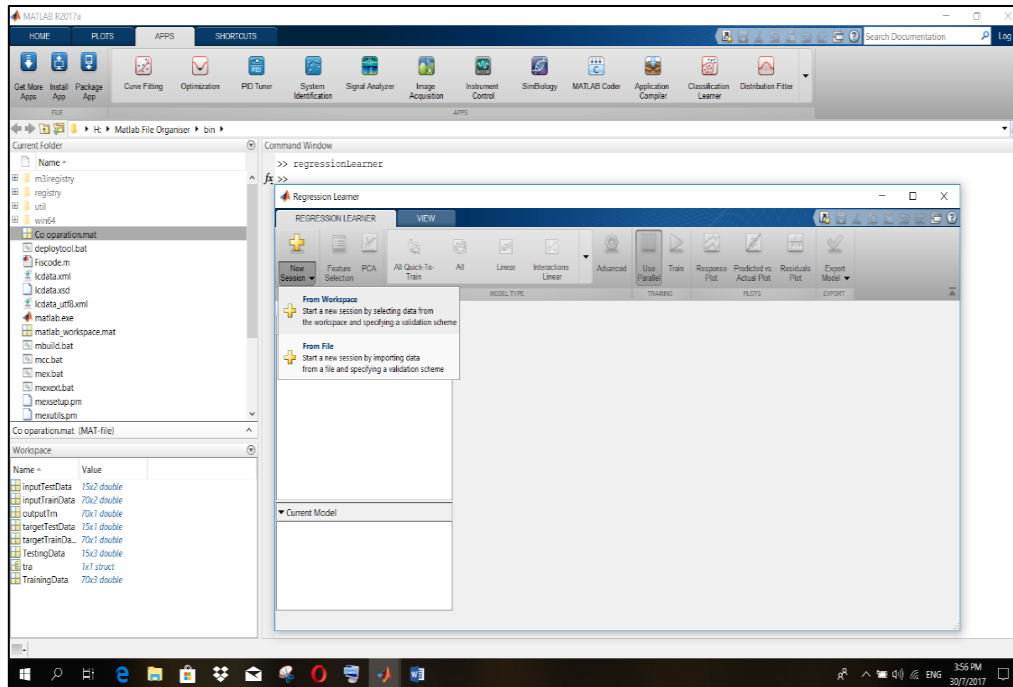 MATLAB R2017a
HOME PLOTS APPS SHORTCUTS
Search Documentation
Log
Get More Apps
Install App
Package App
Curve Fitting
Optimization
PID Tuner
System Identification
Signal Analyzer
Image Acquisition
Instrument Control
SimBiology
MATLAB Coder
Application Compiler
Classification Learner
Distribution Fitter
FILE
APPS
H: Matlab File Organiser bin
Current Folder
Name
m3iregistry
registry
util
win64
Co oparation.mat
deploytool.bat
Fiscode.m
lcdata.xml
lcdata.xsd
lcdata_utf8.xml
matlab.exe
matlab_workspace.mat
mbuild.bat
mcc.bat
mex.bat
mexext.bat
mexsetup.pm
mexutils.pm
Co oparation.mat (MAT-file)
Workspace
Name Value
inputTestData 15x2 double
inputTrainData 70x2 double
outputTrn 70x1 double
targetTestData 15x1 double
targetTrainDa... 70x1 double
TestingData 15x3 double
tra 1x1 struct
TrainingData 70x3 double
Command Window
>> regressionLearner
fx >>
Regression Learner
REGRESSION LEARNER VIEW
New Session
Feature Selection
PCA
All Quick-To-Train
All
Linear
Interactions Linear
Advanced
Use Parallel
Train
Response Plot
Predicted vs. Actual Plot
Residuals Plot
Export Model
MODEL TYPE
TRAINING
PLOTS
EXPORT
From Workspace
Start a new session by selecting data from
the workspace and specifying a validation scheme
From File
Start a new session by importing data
from a file and specifying a validation scheme
Current Model
ENG
3:56 PM
30/7/2017